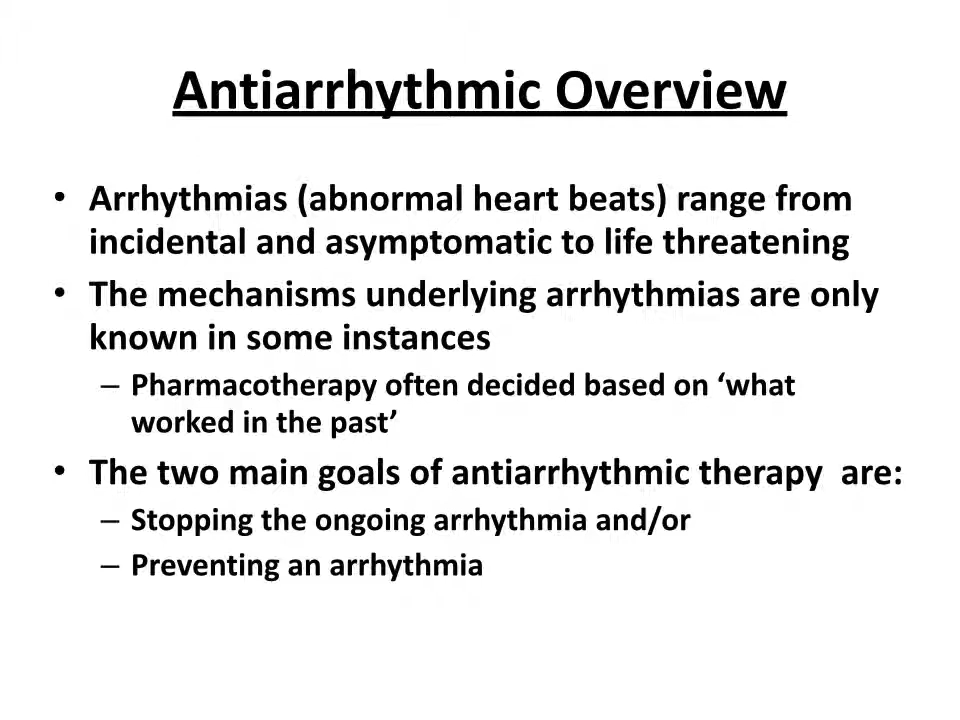 Antiarrhythmic Overview
• Arrhythmias (abnormal heart beats) range from
incidental and asymptomatic to life threatening
• The mechanisms underlying arrhythmias are only
known in some instances
– Pharmacotherapy often decided based on ‘what
worked in the past’
• The two main goals of antiarrhythmic therapy  are:
– Stopping the ongoing arrhythmia and/or
– Preventing an arrhythmia